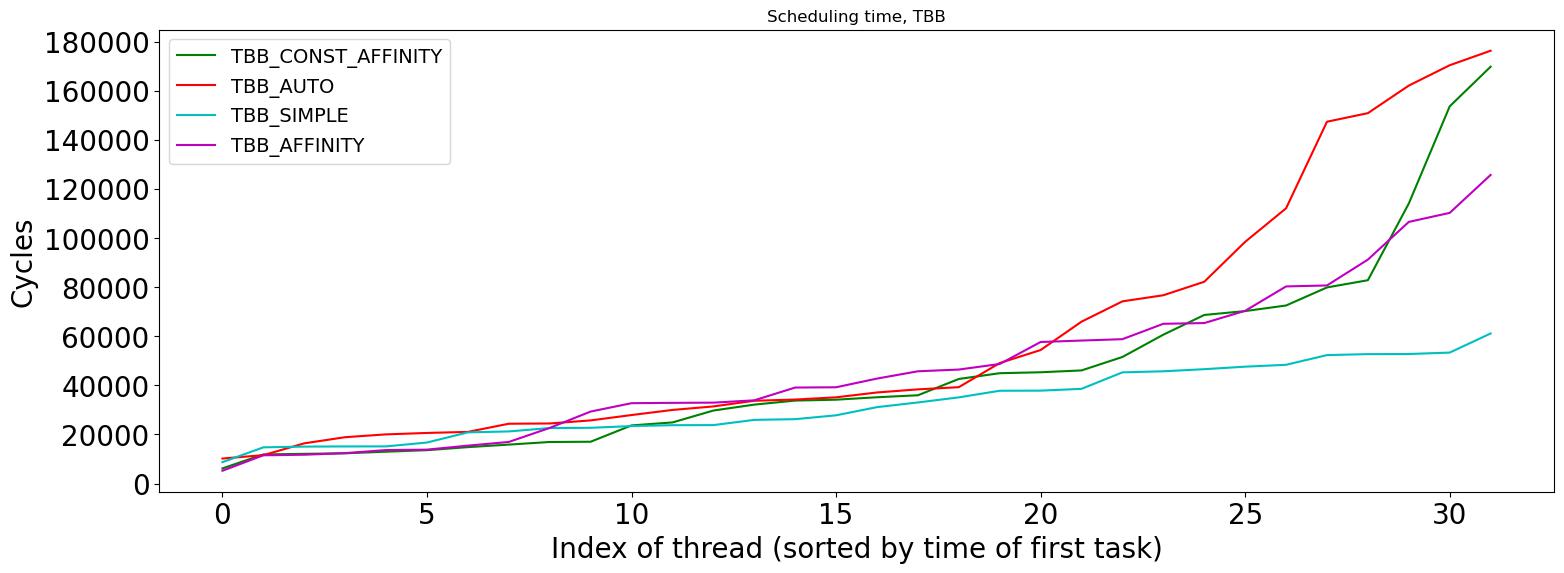 Scheduling time, TBB
180000
160000
140000
120000
100000
80000
60000
40000
20000
0
Cycles
TBB_CONST_AFFINITY
TBB_AUTO
TBB_SIMPLE
TBB_AFFINITY
0 5 10 15 20 25 30
Index of thread (sorted by time of first task)